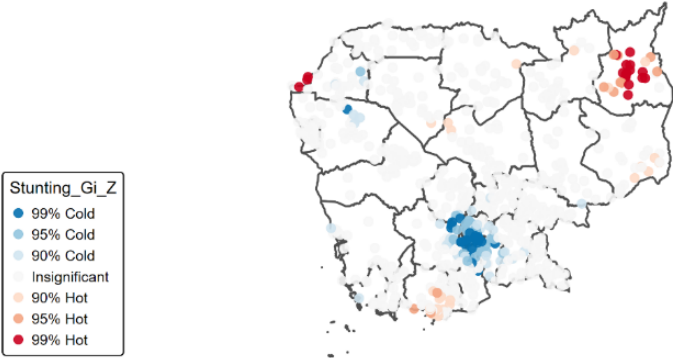 Stunting_Gi_Z
99% Cold
95% Cold
90% Cold
Insignificant
90% Hot
95% Hot
99% Hot